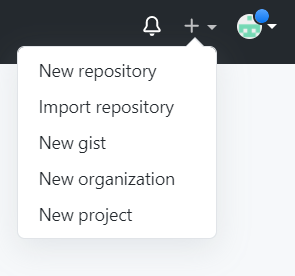 New repository
Import repository
New gist
New organization
New project